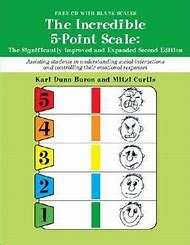 FREE CD WITH BLANK SCALES
The Incredible
5-Point Scale:
The Significantly Improved and Expanded Second Edition
Assisting students in understanding social interactions
and controlling their emotional responses
Kari Dunn Buron and Mitzi Curtis
5
4
3
2
1